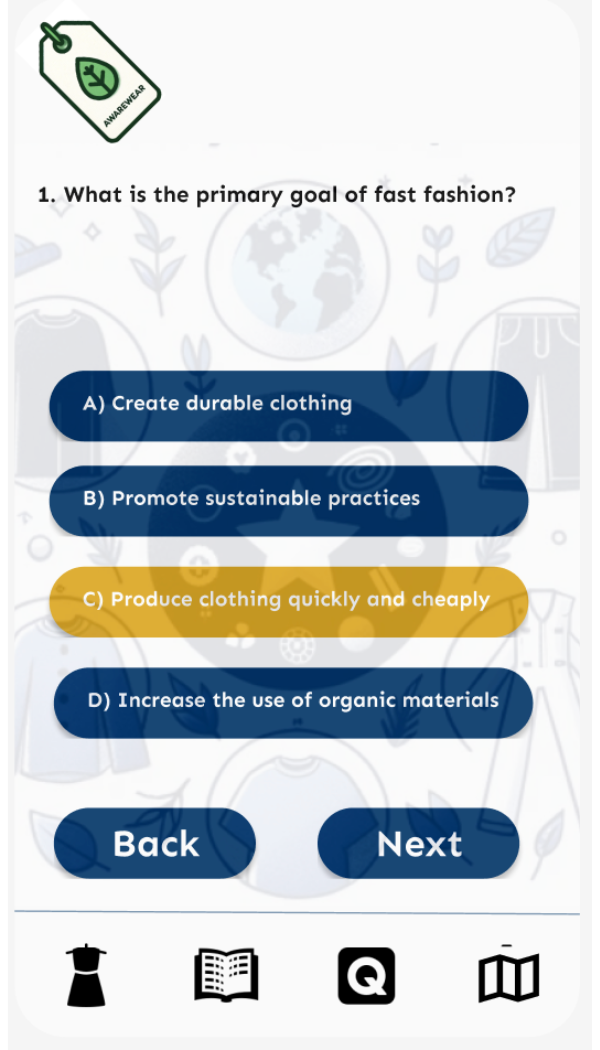 AWAREWEAR
1. What is the primary goal of fast fashion?
A) Create durable clothing
B) Promote sustainable practices
C) Produce clothing quickly and cheaply
D) Increase the use of organic materials
Back
Next
Q